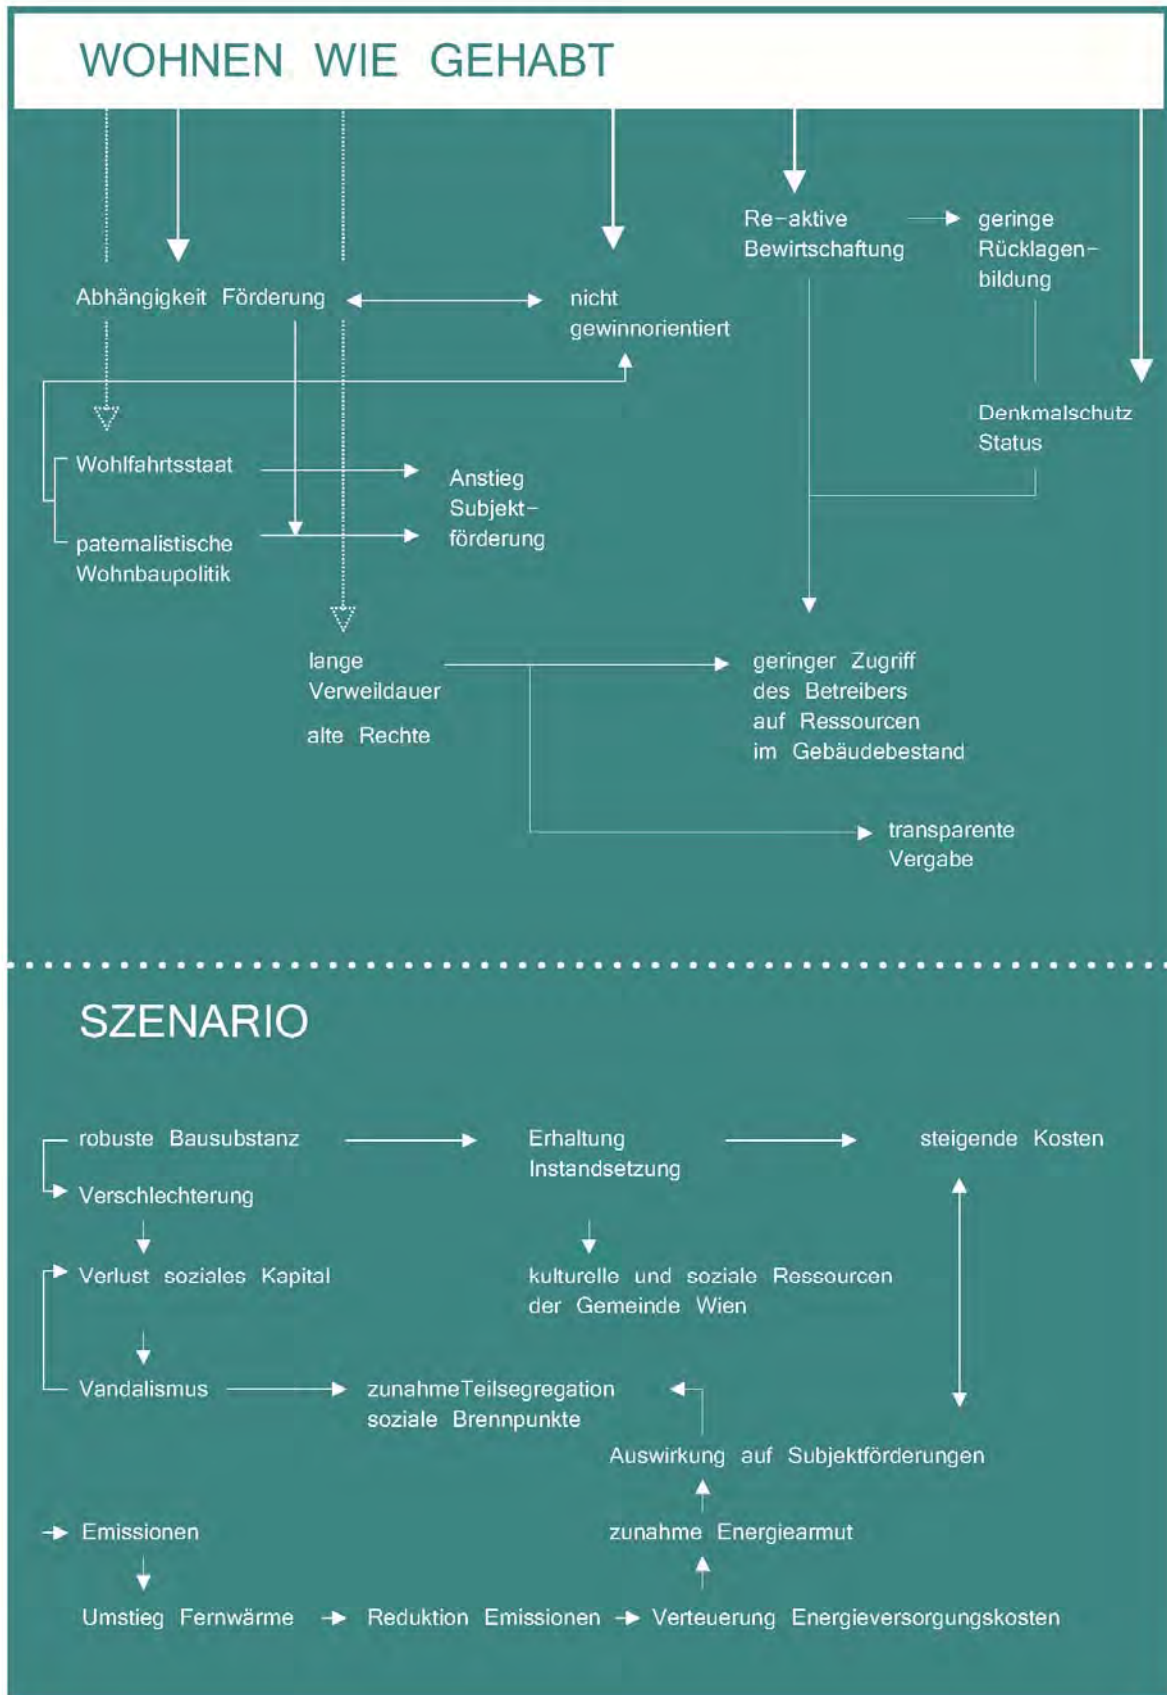 WOHNEN WIE GEHABT
Re-aktive
Bewirtschaftung
geringe
Rücklagen-
bildung
Abhängigkeit Förderung
nicht
gewinnorientiert
Denkmalschutz
Status
Wohlfahrtsstaat
paternalistische
Wohnbaupolitik
Anstieg
Subjekt-
förderung
lange
Verweildauer
alte Rechte
geringer Zugriff
des Betreibers
auf Ressourcen
im Gebäudebestand
transparente
Vergabe
SZENARIO
robuste Bausubstanz
Erhaltung
Instandsetzung
steigende Kosten
Verschlechterung
Verlust soziales Kapital
kulturelle und soziale Ressourcen
der Gemeinde Wien
Vandalismus
zunahmeTeilsegregation
soziale Brennpunkte
Auswirkung auf Subjektförderungen
Emissionen
zunahme Energiearmut
Umstieg Fernwärme
Reduktion Emissionen
Verteuerung Energieversorgungskosten